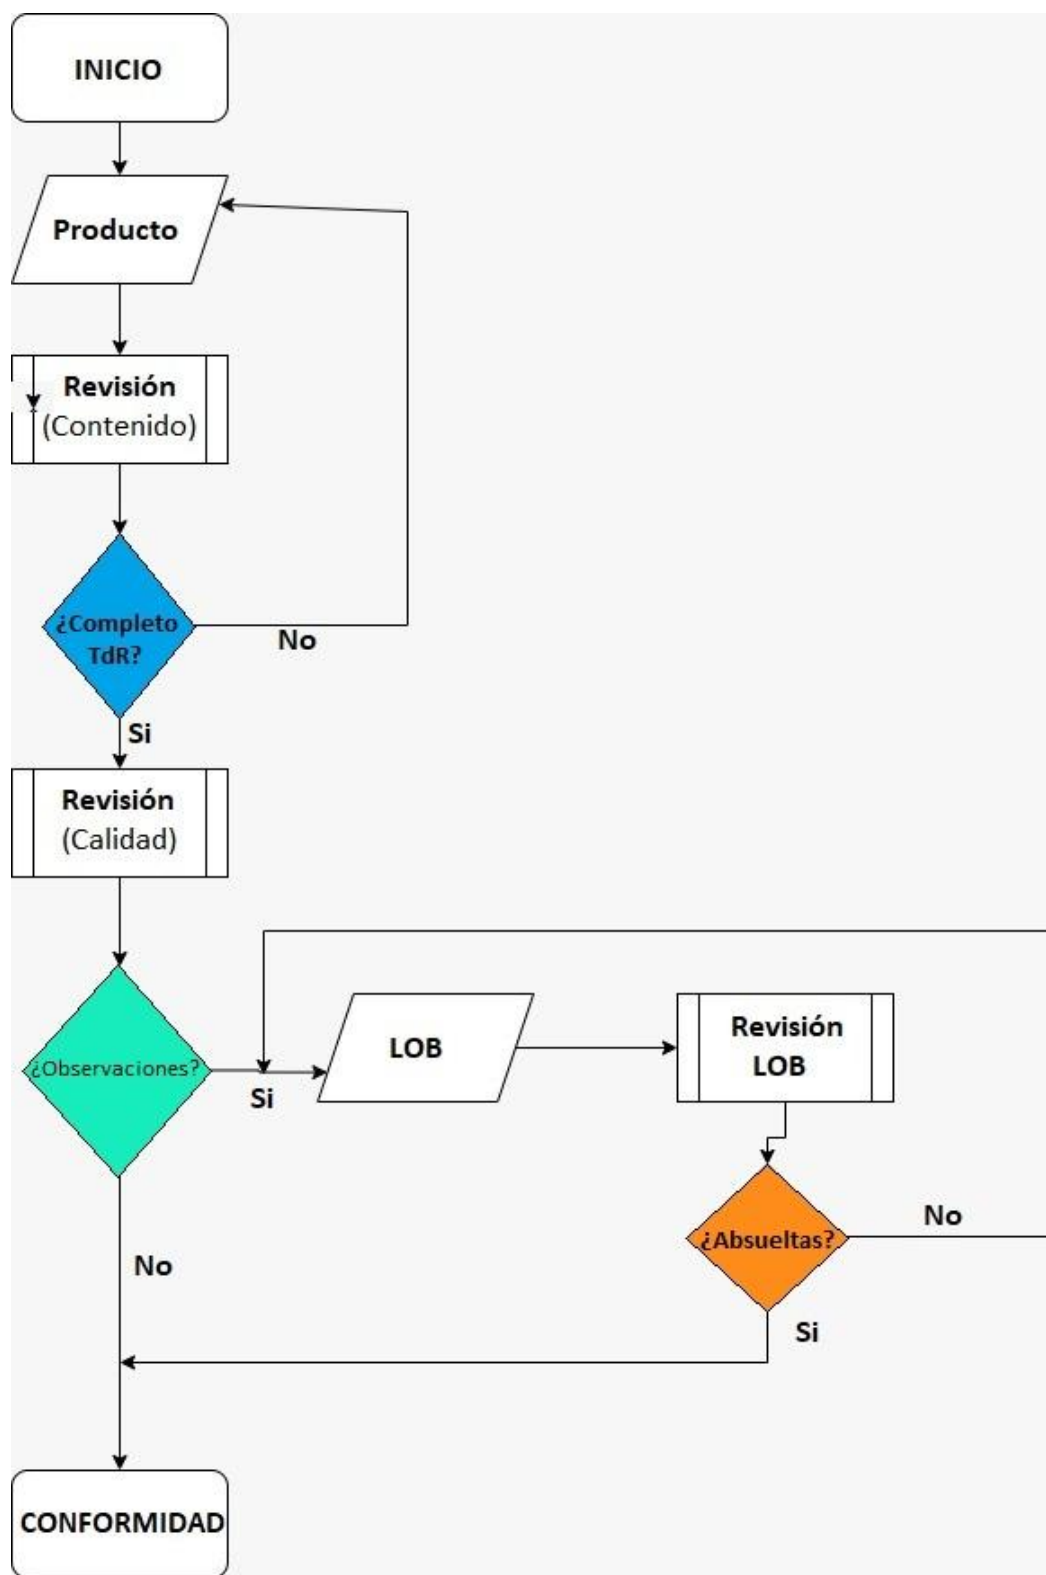 INICIO
Producto
Revisión
(Contenido)
¿Completo
TdR?
No
Si
Revisión
(Calidad)
¿Observaciones?
Si
LOB
Revisión
LOB
¿Absueltas?
No
Si
No
CONFORMIDAD